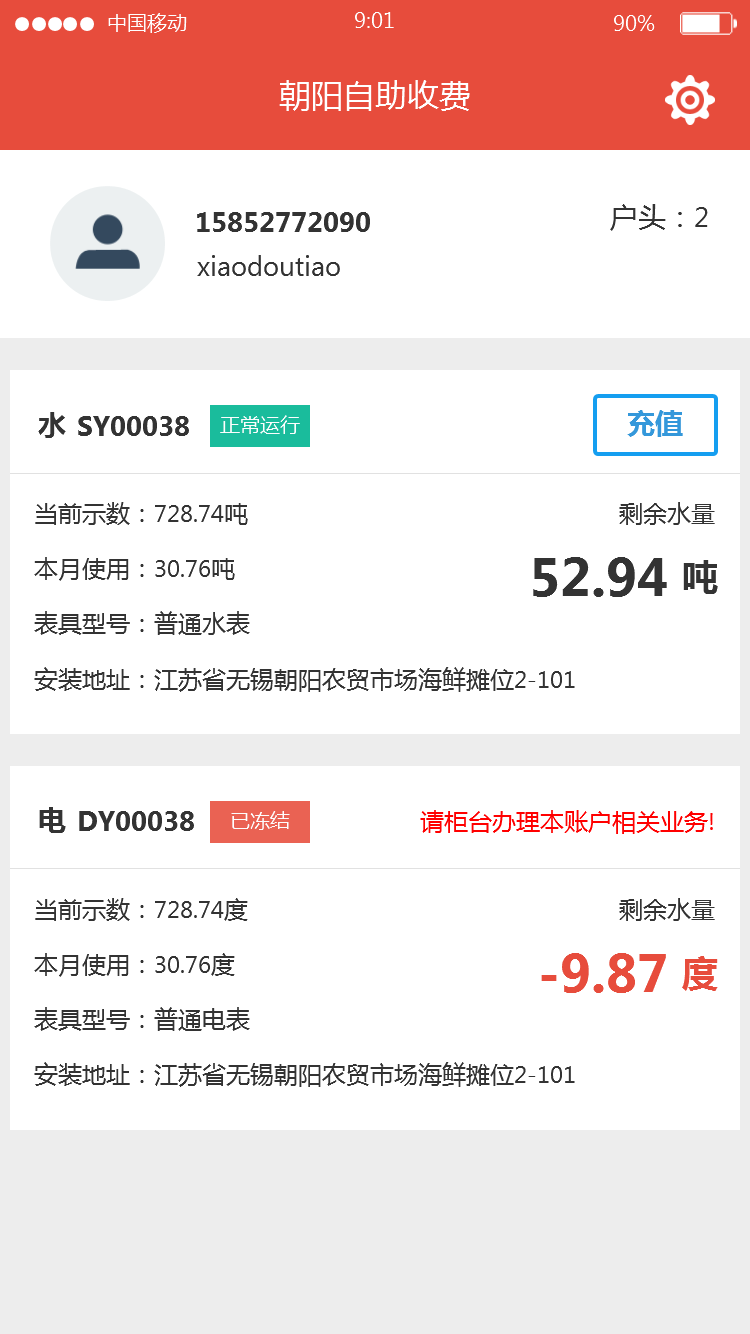 中国移动 9:01 90%
朝阳自助收费
15852772090 户头：2
xiaodoutiao
水 SY00038 正常运行 充值
当前示数：728.74吨 剩余水量
本月使用：30.76吨 52.94 吨
表具型号：普通水表
安装地址：江苏省无锡朝阳农贸市场海鲜摊位2-101
电 DY00038 已冻结 请柜台办理本账户相关业务!
当前示数：728.74度 剩余水量
本月使用：30.76度 -9.87 度
表具型号：普通电表
安装地址：江苏省无锡朝阳农贸市场海鲜摊位2-101